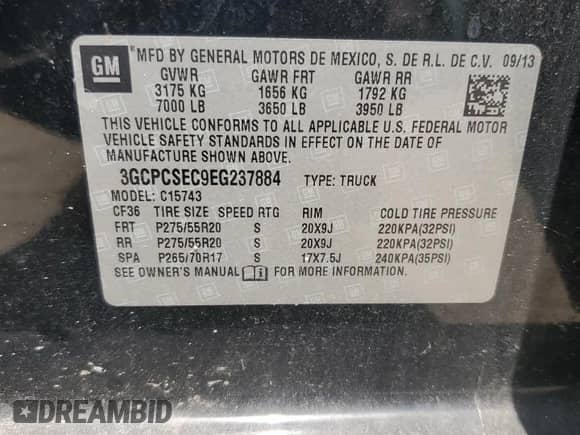 GM MFD BY GENERAL MOTORS DE MEXICO, S. DE R.L. DE C.V. 09/13
GVWR GAWR FRT GAWR RR
3175 KG 1656 KG 1792 KG
7000 LB 3650 LB 3950 LB
THIS VEHICLE CONFORMS TO ALL APPLICABLE U.S. FEDERAL MOTOR
VEHICLE SAFETY STANDARDS IN EFFECT ON THE DATE OF
MANUFACTURE SHOWN ABOVE.
3GCPCSEC9EG237884 TYPE: TRUCK
MODEL: C15743
CF36 TIRE SIZE SPEED RTG RIM COLD TIRE PRESSURE
FRT P275/55R20 S 20X9J 220KPA(32PSI)
RR P275/55R20 S 20X9J 220KPA(32PSI)
SPA P265/70R17 S 17X7.5J 240KPA(35PSI)
SEE OWNER'S MANUAL FOR MORE INFORMATION
DREAMBID